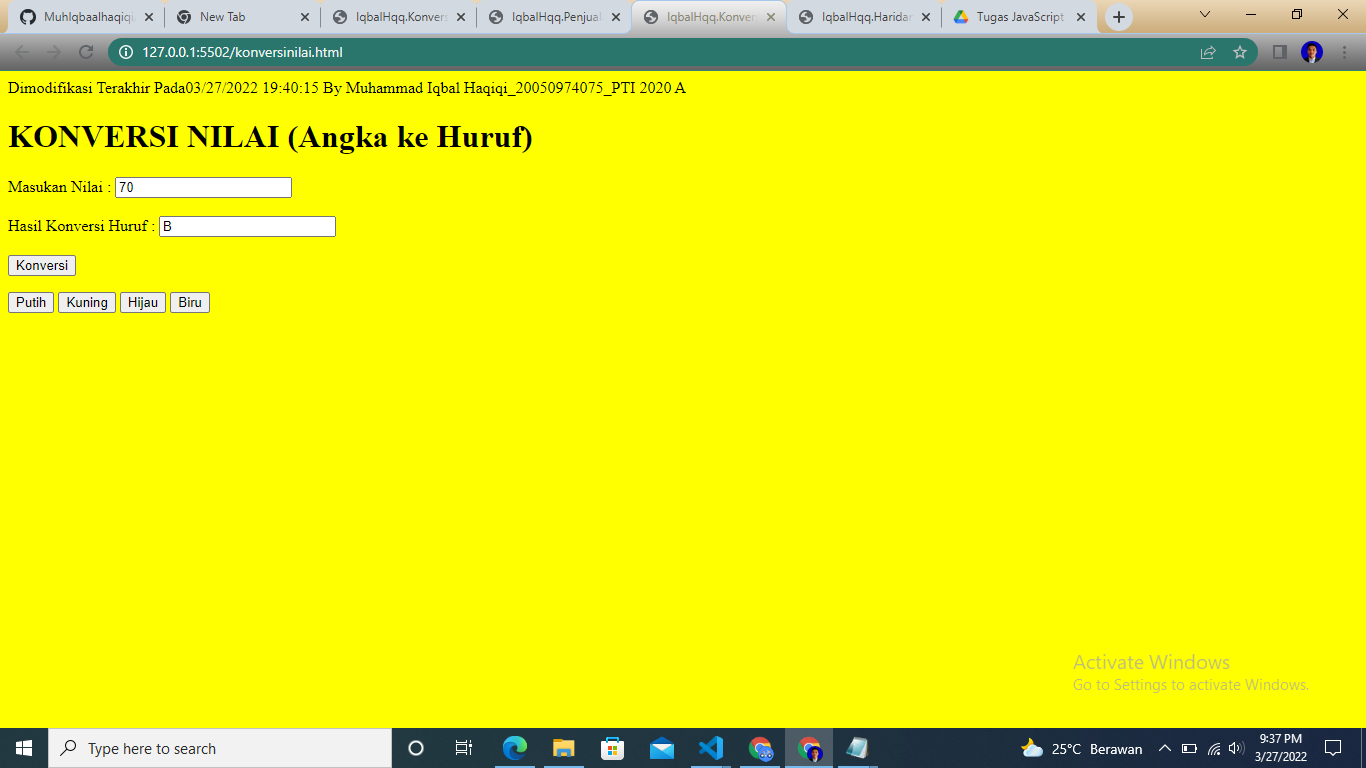 MuhIqbaalhaqiqi
New Tab
IqbalHqq.Konvers
IqbalHqq.Penjual
IqbalHqq.Konver
IqbalHqq.Haridan
Tugas JavaScript
127.0.0.1:5502/konversinilai.html
Dimodifikasi Terakhir Pada03/27/2022 19:40:15 By Muhammad Iqbal Haqiqi_20050974075_PTI 2020 A
KONVERSI NILAI (Angka ke Huruf)
Masukan Nilai : 70
Hasil Konversi Huruf : B
Konversi
Putih Kuning Hijau Biru
Activate Windows
Go to Settings to activate Windows.
Type here to search
25°C Berawan
9:37 PM
3/27/2022